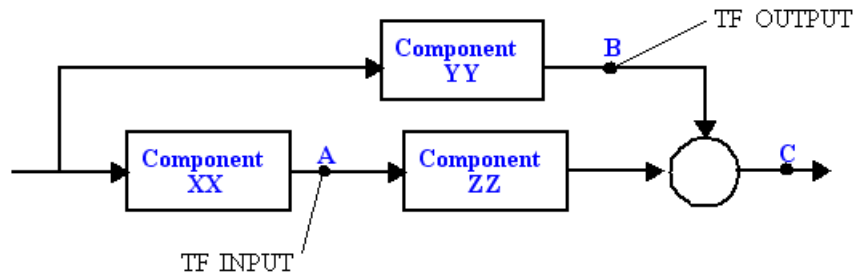 TF OUTPUT
B
Component
YY
Component
XX
A
Component
ZZ
C
TF INPUT